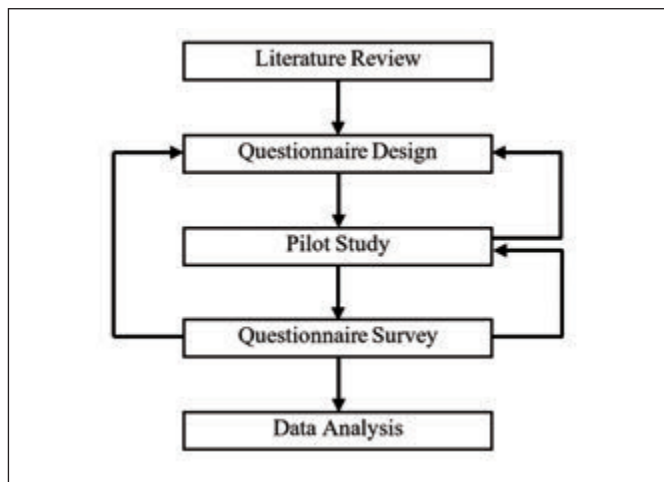 Literature Review
Questionnaire Design
Pilot Study
Questionnaire Survey
Data Analysis